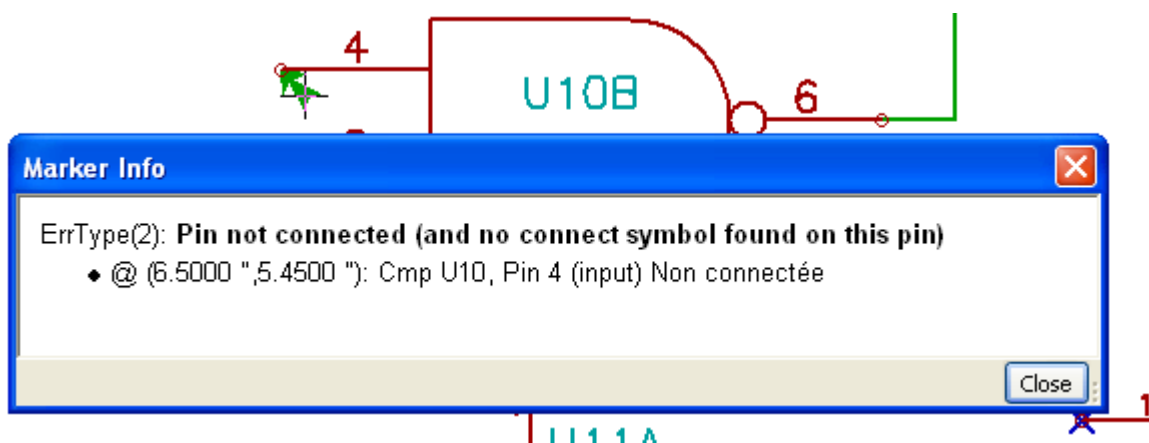 4
U10B
6
Marker Info
ErrType(2): Pin not connected (and no connect symbol found on this pin)
@ (6.5000 ",5.4500 "): Cmp U10, Pin 4 (input) Non connectée
Close
1
U11A